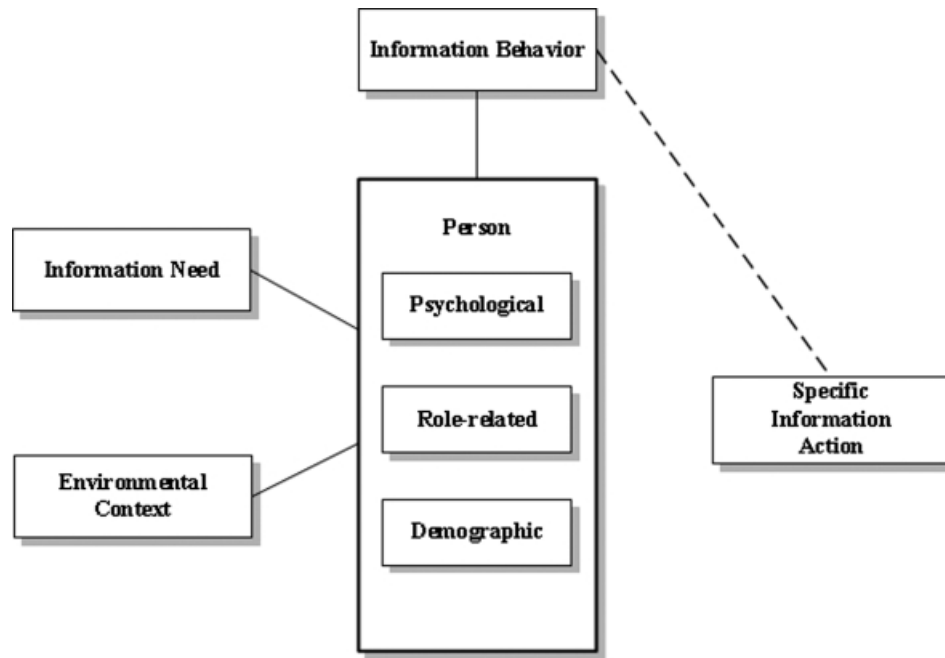 Information Behavior
Person
Information Need
Psychological
Role-related
Environmental
Context
Demographic
Specific
Information
Action